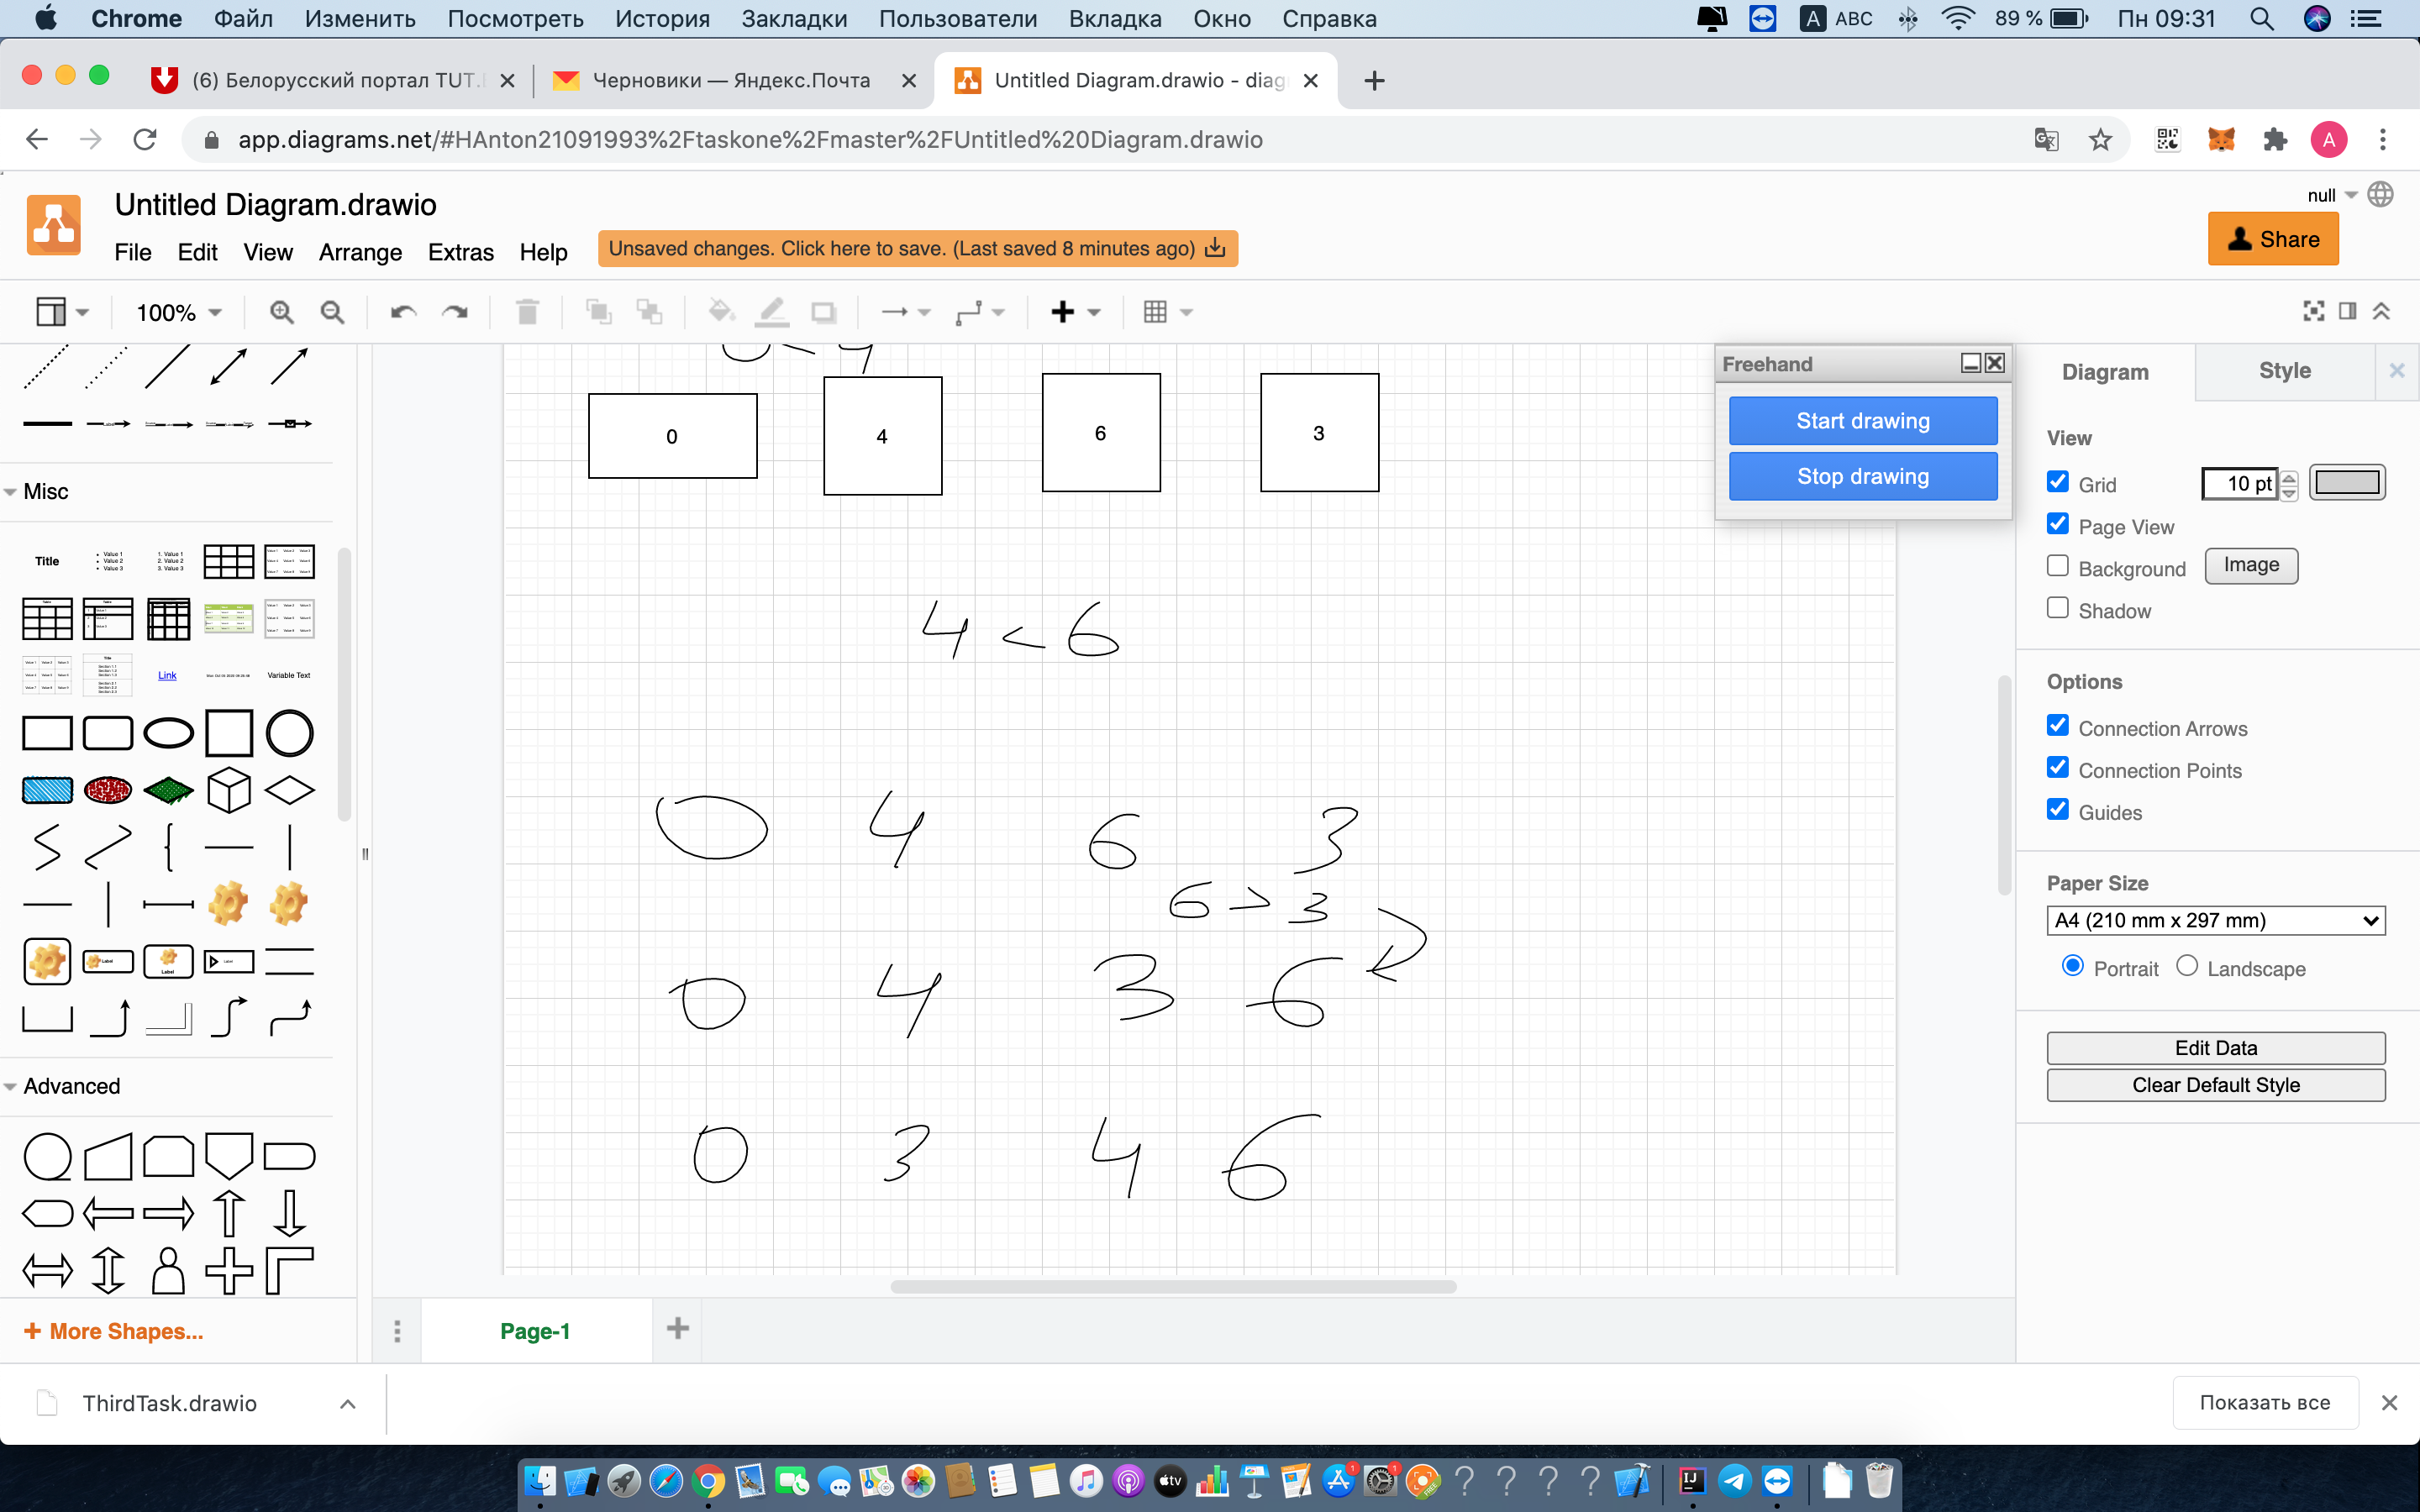 Chrome Файл Изменить Посмотреть История Закладки Пользователи Вкладка Окно Справка A ABC 89 % Пн 09:31
(6) Белорусский портал TUT. Черновики — Яндекс.Почта Untitled Diagram.drawio - diag
app.diagrams.net/#HAnton21091993%2Ftaskone%2Fmaster%2FUntitled%20Diagram.drawio A
Untitled Diagram.drawio
null
File Edit View Arrange Extras Help Unsaved changes. Click here to save. (Last saved 8 minutes ago) Share
100%
Freehand
Start drawing
Stop drawing
Diagram Style
0 4 6 3
View
Grid 10 pt
Page View
Background Image
Shadow
Misc
Title
Link Variable Text
4 < 6
Options
Connection Arrows
Connection Points
Guides
0 4 6 3
6 > 3
0 4 3 6
0 3 4 6
Paper Size
A4 (210 mm x 297 mm)
Portrait Landscape
Edit Data
Clear Default Style
Advanced
+ More Shapes...
Page-1
ThirdTask.drawio Показать все